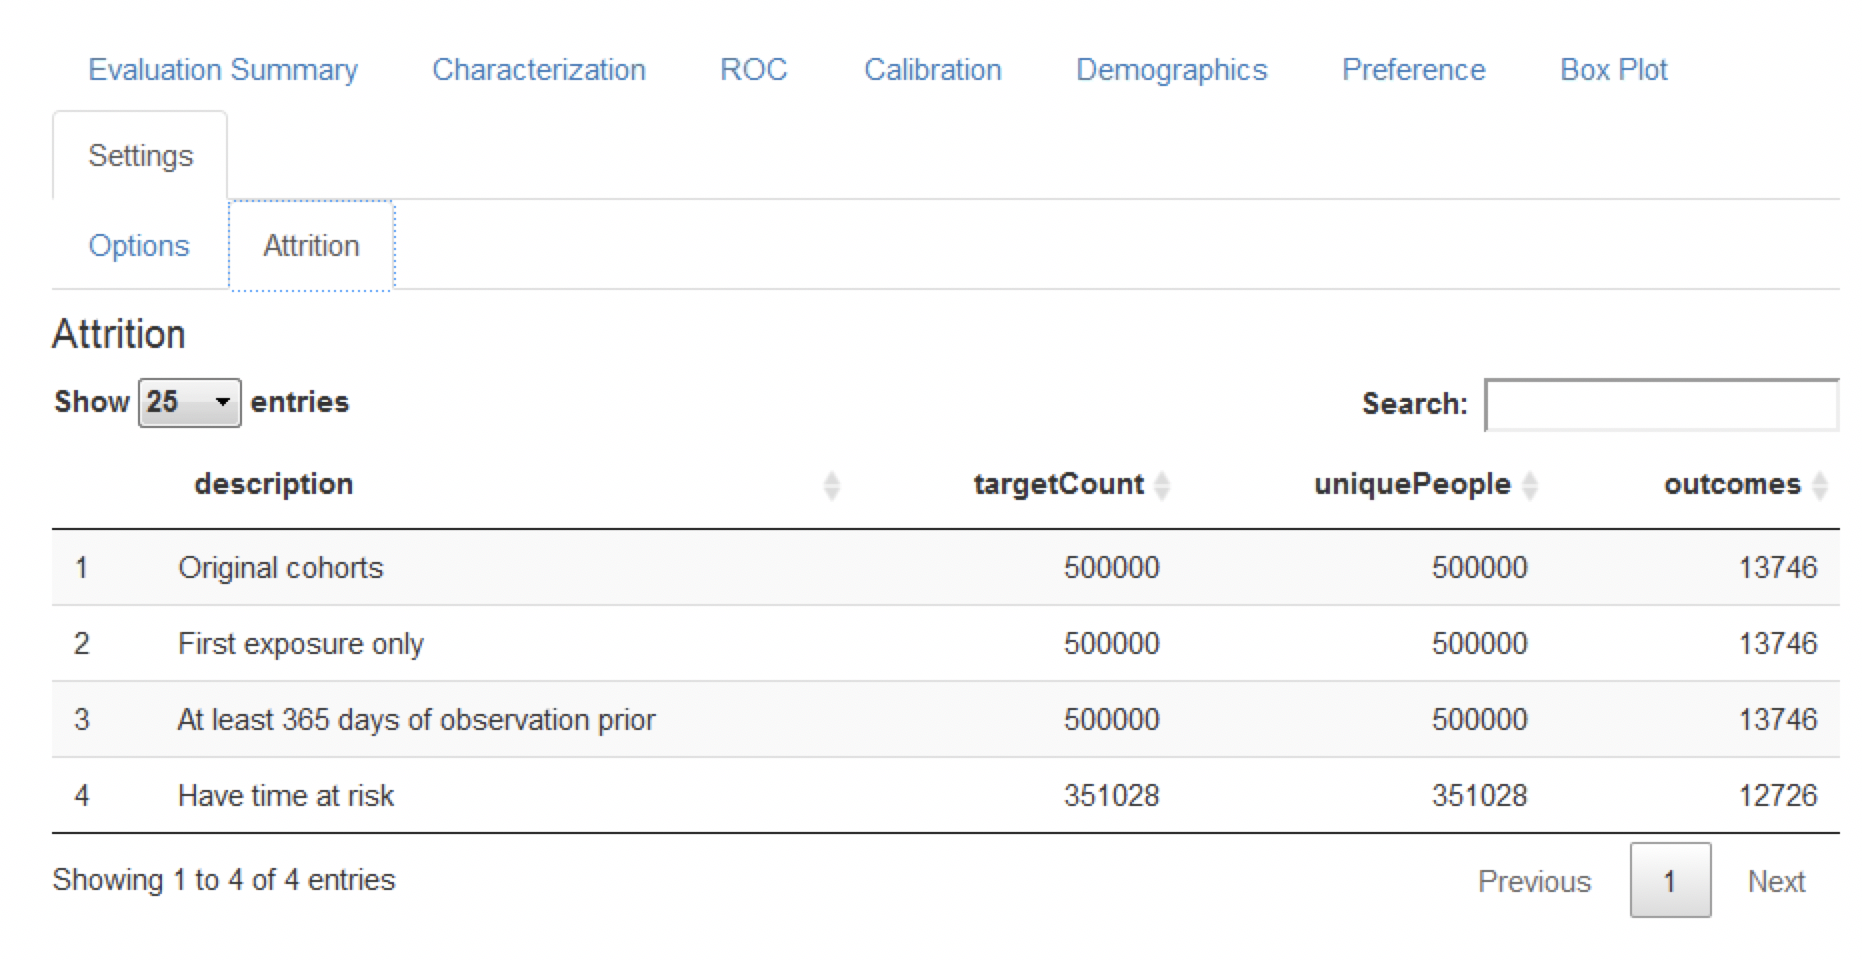 Evaluation Summary Characterization ROC Calibration Demographics Preference Box Plot
Settings
Options Attrition
Attrition
Show 25 entries Search:
description targetCount uniquePeople outcomes
1 Original cohorts 500000 500000 13746
2 First exposure only 500000 500000 13746
3 At least 365 days of observation prior 500000 500000 13746
4 Have time at risk 351028 351028 12726
Showing 1 to 4 of 4 entries Previous 1 Next